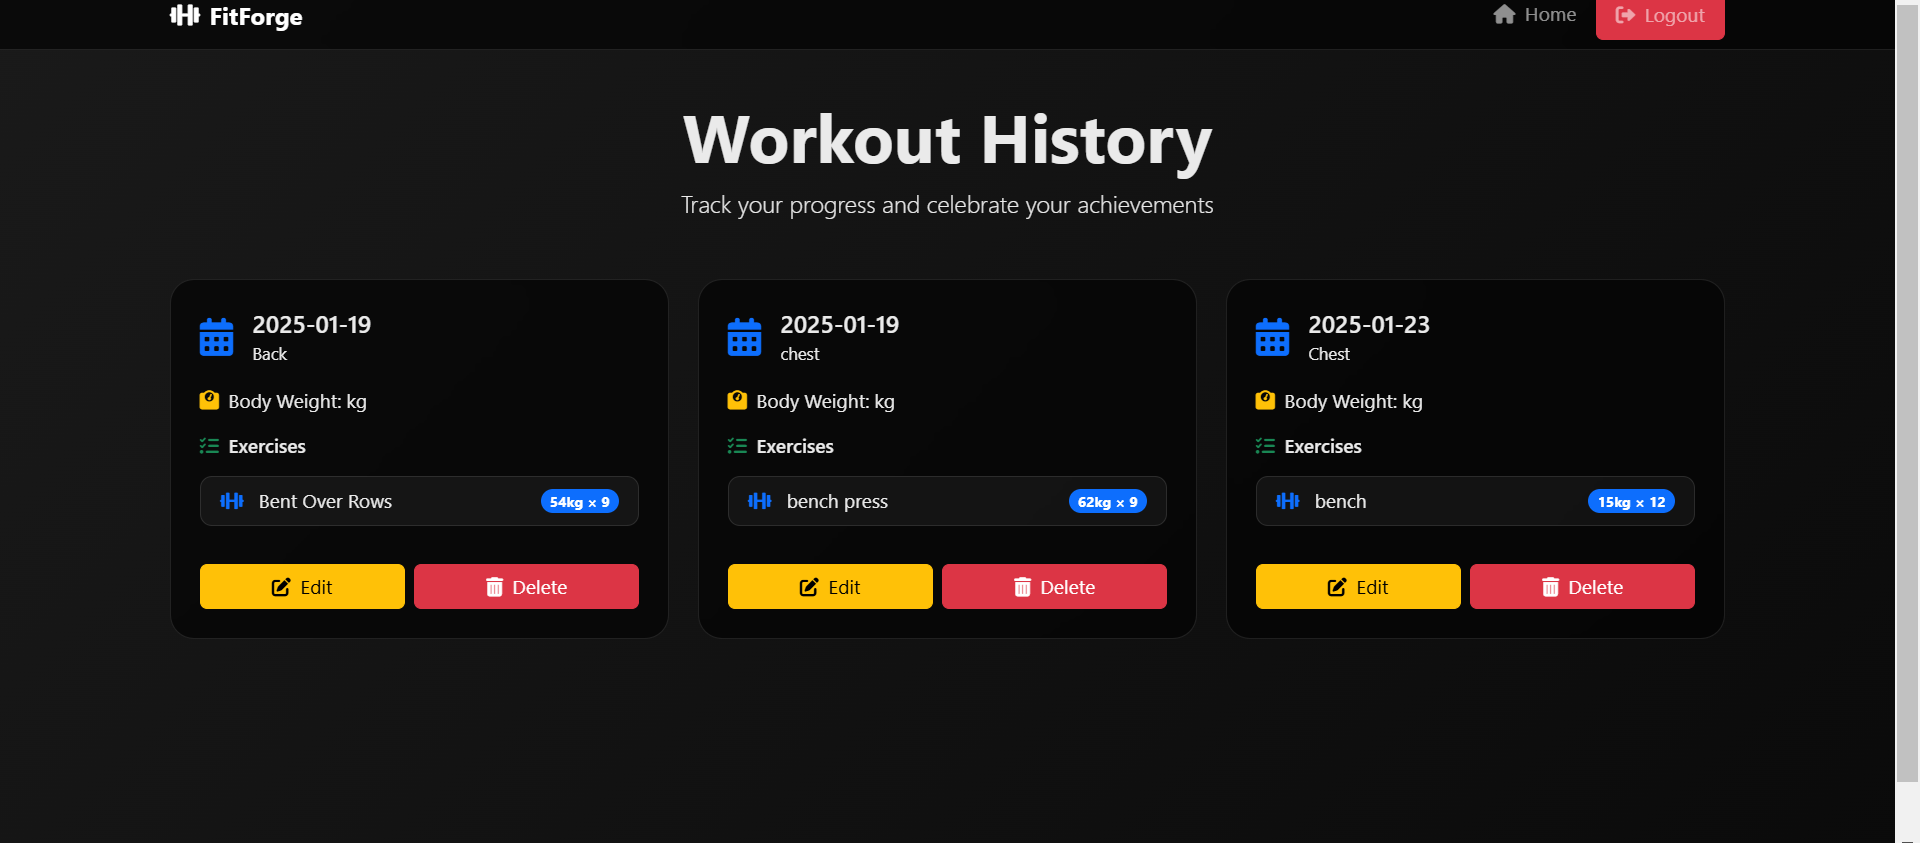 FitForge
Home
Logout
Workout History
Track your progress and celebrate your achievements
2025-01-19
Back
Body Weight: kg
Exercises
Bent Over Rows
54kg × 9
Edit
Delete
2025-01-19
chest
Body Weight: kg
Exercises
bench press
62kg × 9
Edit
Delete
2025-01-23
Chest
Body Weight: kg
Exercises
bench
15kg × 12
Edit
Delete